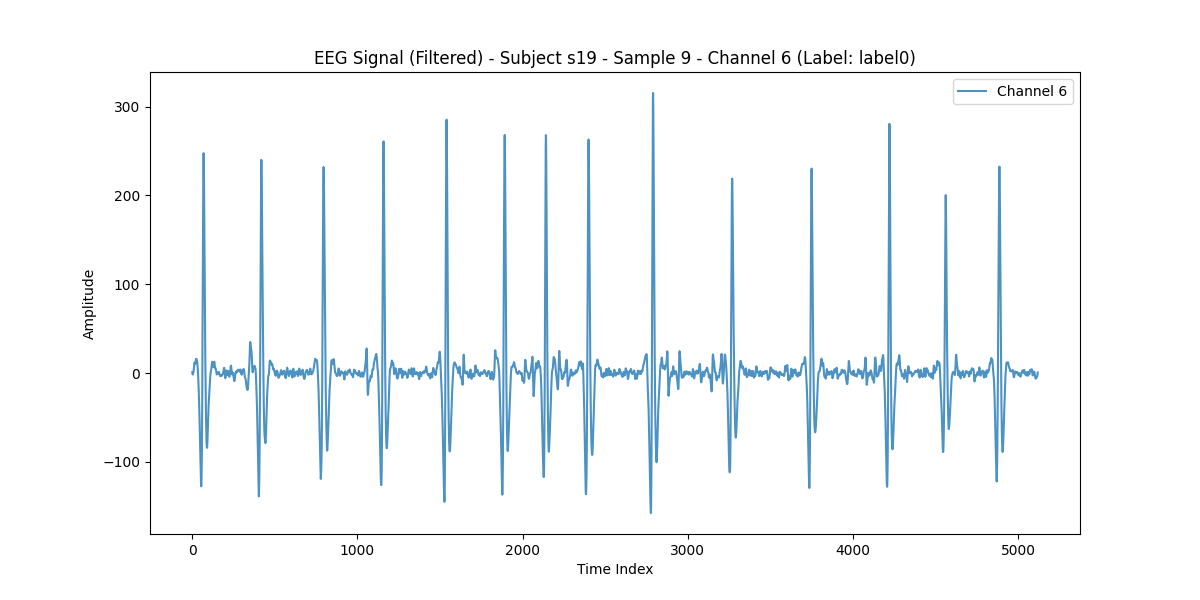 EEG Signal (Filtered) - Subject s19 - Sample 9 - Channel 6 (Label: label0)
Channel 6
300
200
100
0
−100
Amplitude
0 1000 2000 3000 4000 5000
Time Index